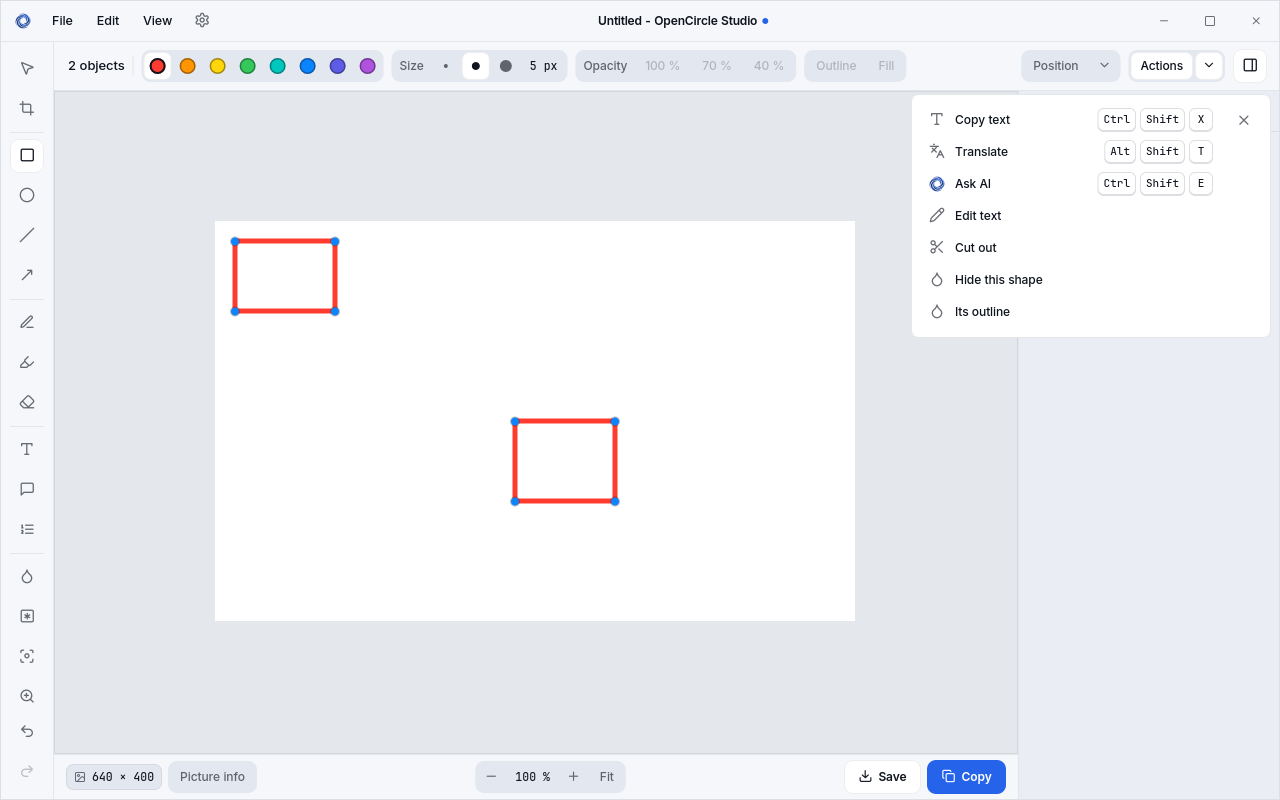 File Edit View Untitled - OpenCircle Studio
2 objects Size 5 px Opacity 100 % 70 % 40 % Outline Fill Position Actions
Copy text Ctrl Shift X
Translate Alt Shift T
Ask AI Ctrl Shift E
Edit text
Cut out
Hide this shape
Its outline
640 × 400 Picture info 100 % Fit Save Copy